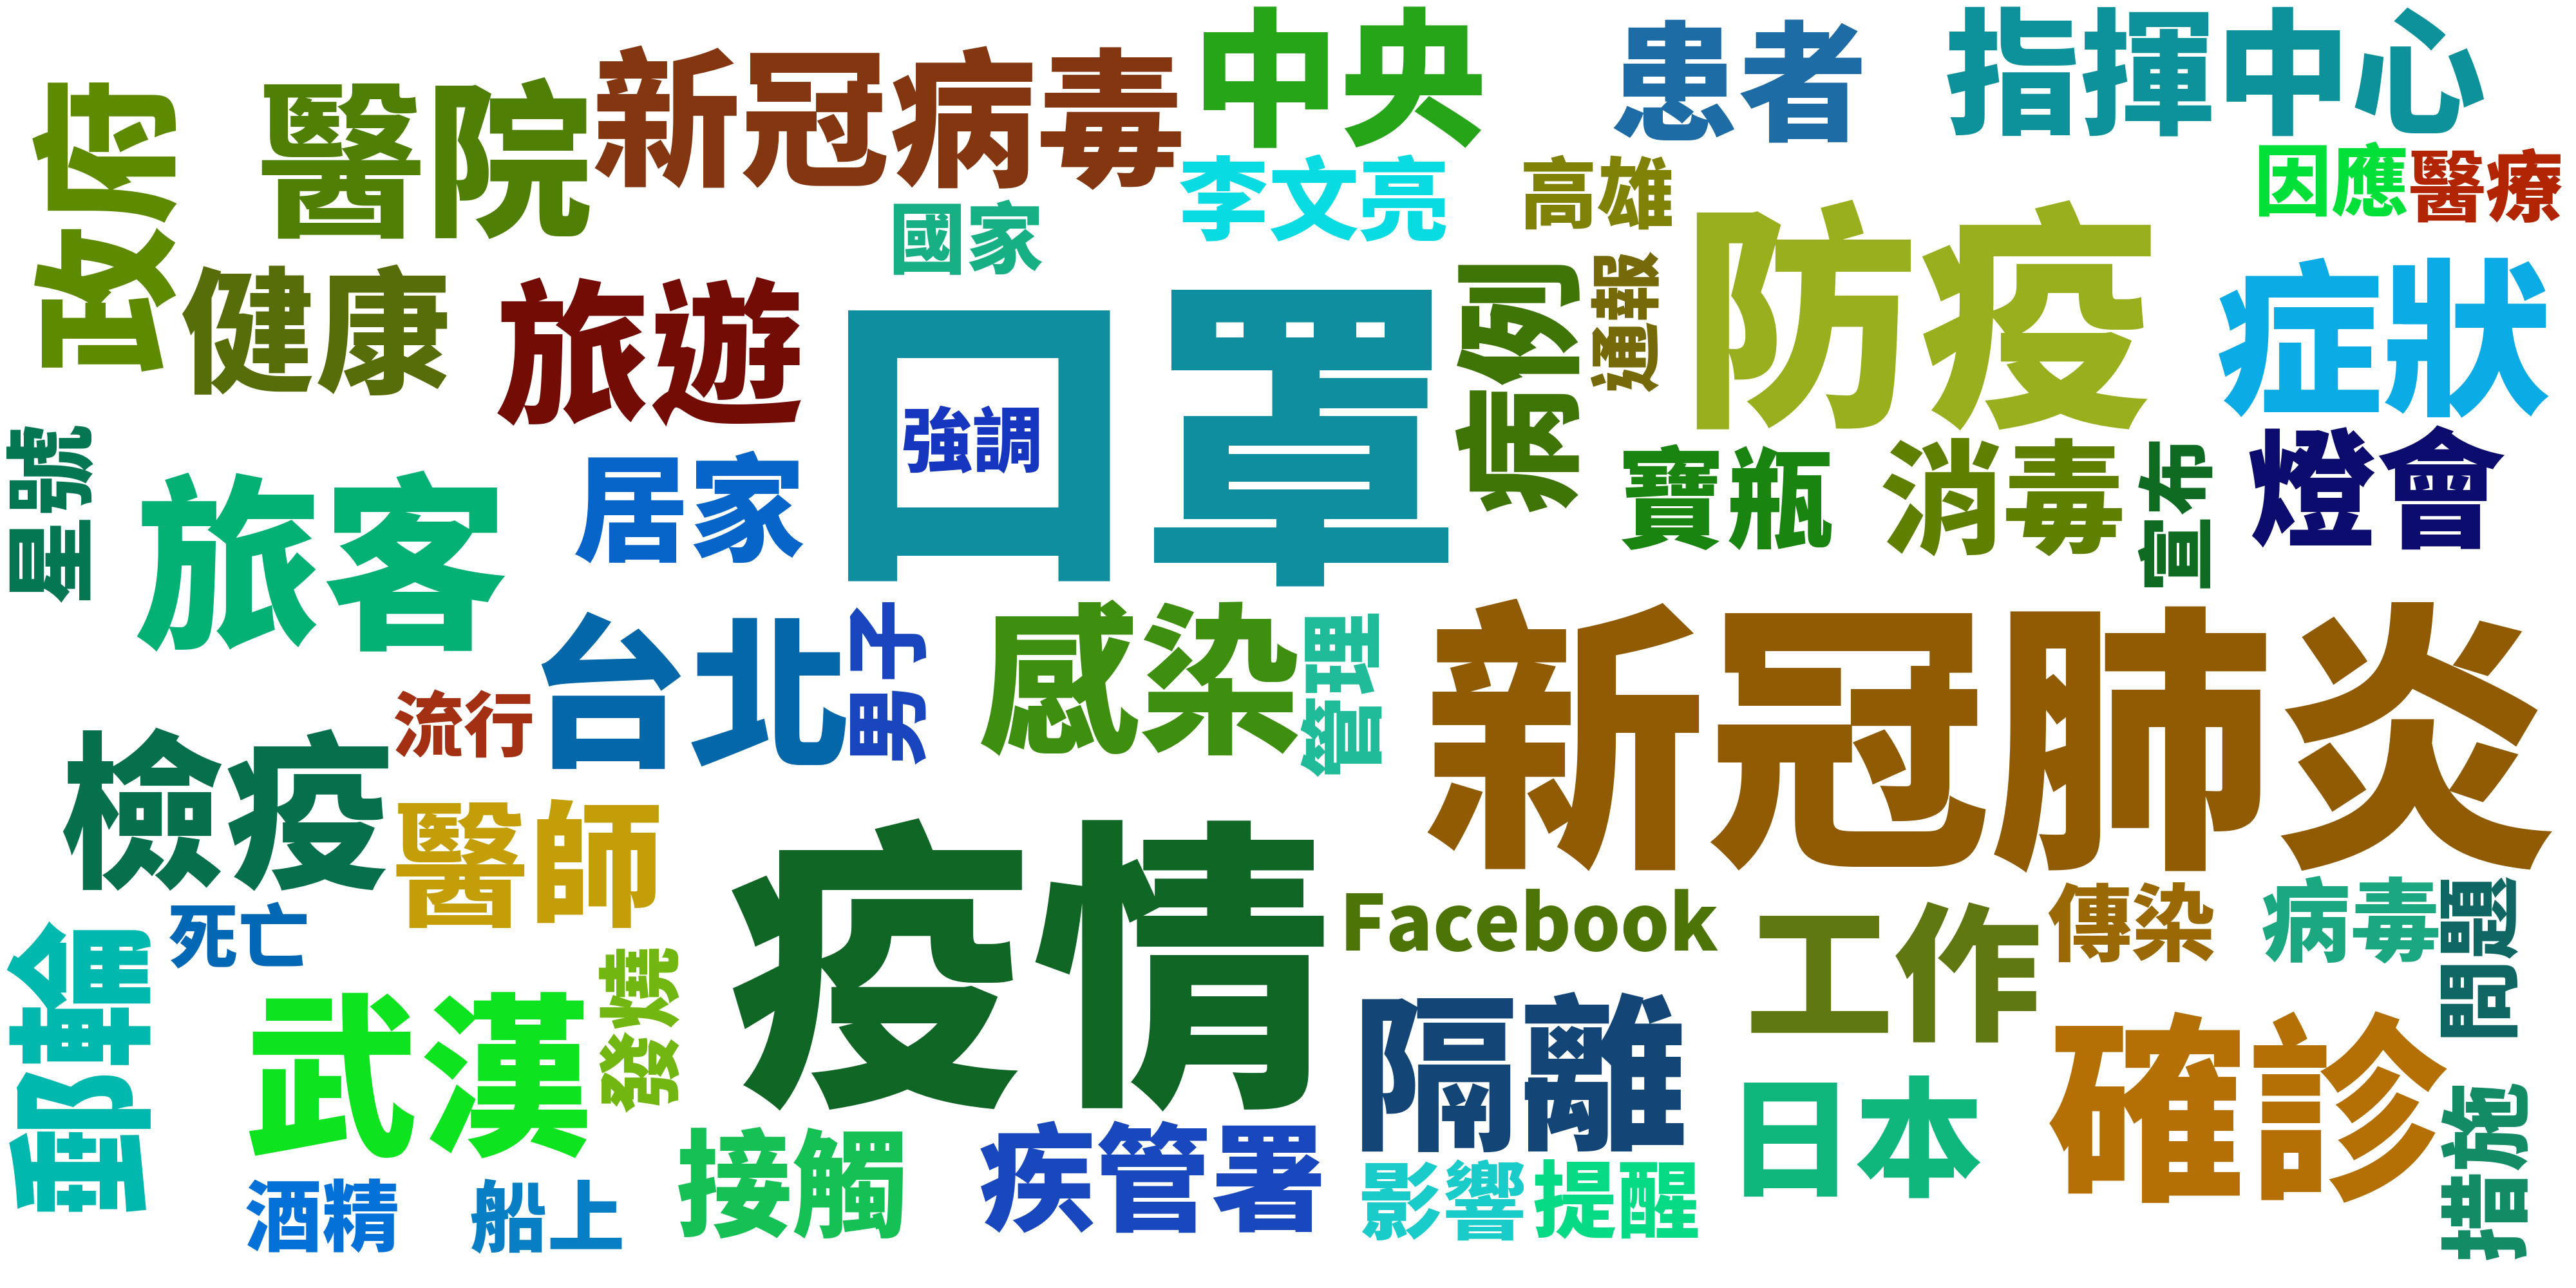 政府
醫院
新冠病毒
中央
患者
指揮中心
李文亮
高雄
因應
醫療
國家
健康
旅遊
口罩
強調
病例
通報
防疫
症狀
星號
旅客
居家
寶瓶
消毒
宣布
燈會
台北
男子
感染
管理
新冠肺炎
流行
檢疫
醫師
疫情
Facebook
工作
傳染
病毒
問題
死亡
郵輪
武漢
發燒
隔離
確診
日本
措施
酒精
船上
接觸
疾管署
影響
提醒